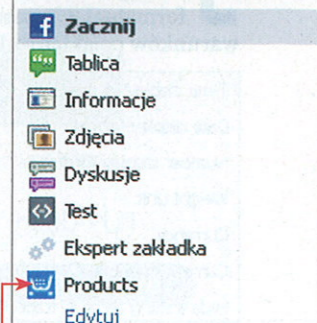 Zacznij
Tablica
Informacje
Zdjęcia
Dyskusje
Test
Ekspert zakładka
Products
Edytuj